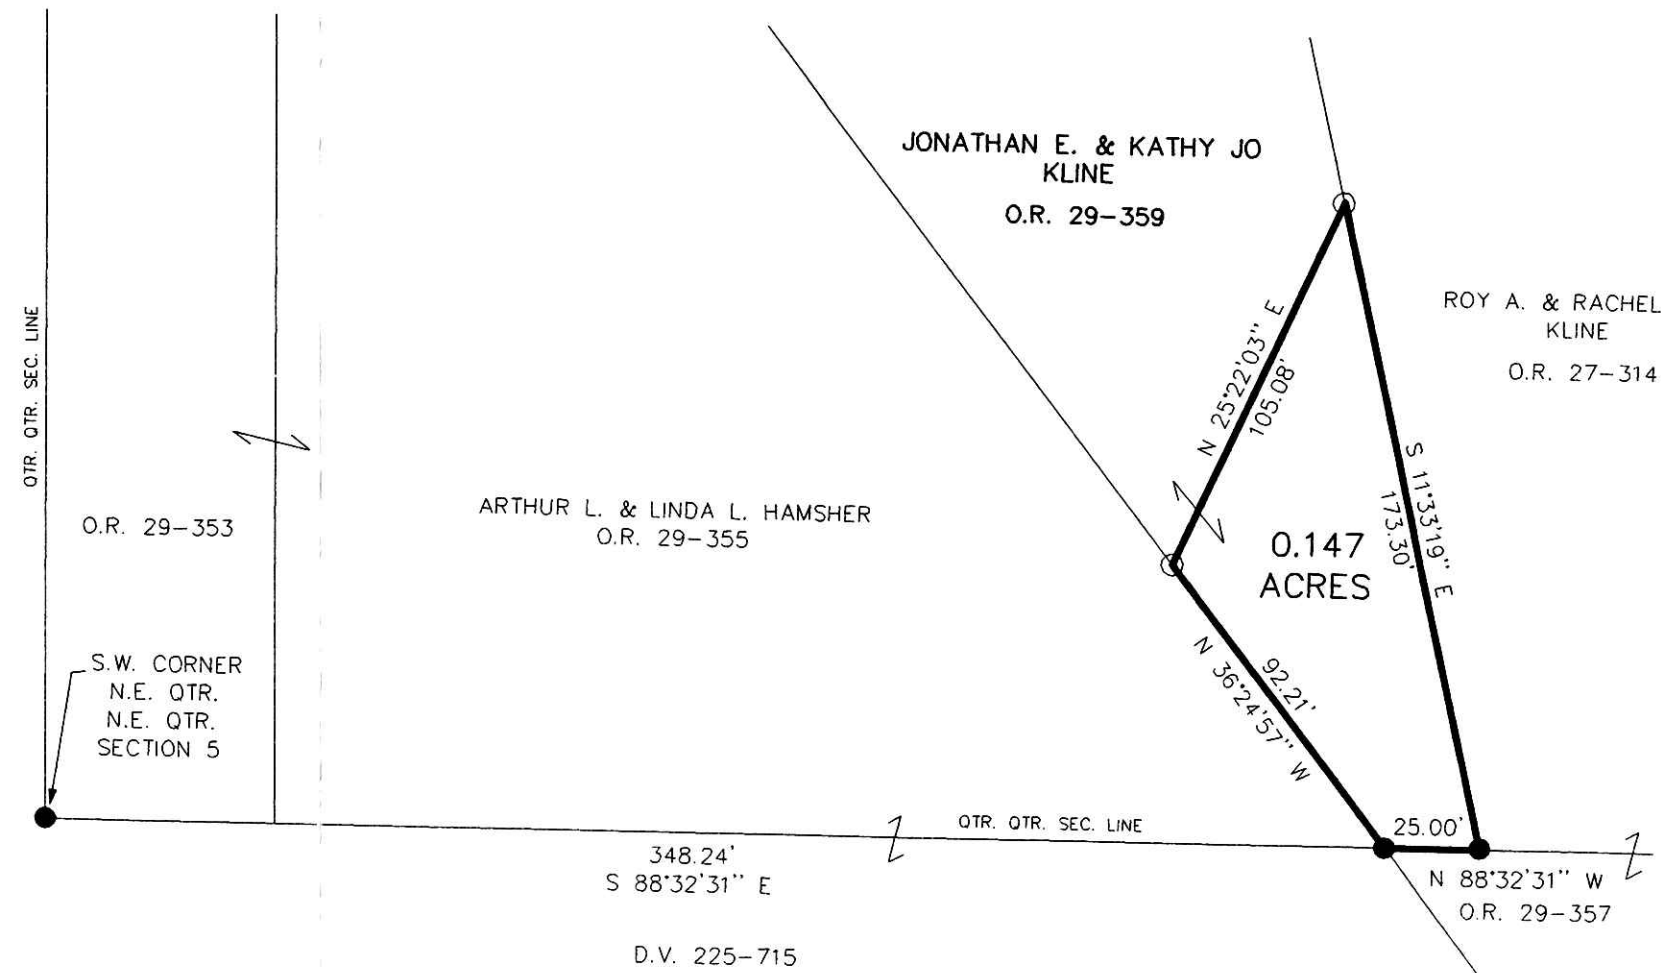 JONATHAN E. & KATHY JO
KLINE
O.R. 29-359
ROY A. & RACHEL
KLINE
O.R. 27-314
QTR. QTR. SEC. LINE
N 25°22'03" E
105.08'
S 11°33'19" E
173.30'
O.R. 29-353
ARTHUR L. & LINDA L. HAMSHER
O.R. 29-355
0.147
ACRES
S.W. CORNER
N.E. QTR.
N.E. QTR.
SECTION 5
92.21'
N 36°24'57" W
QTR. QTR. SEC. LINE
25.00'
348.24'
S 88°32'31" E
N 88°32'31" W
O.R. 29-357
D.V. 225-715